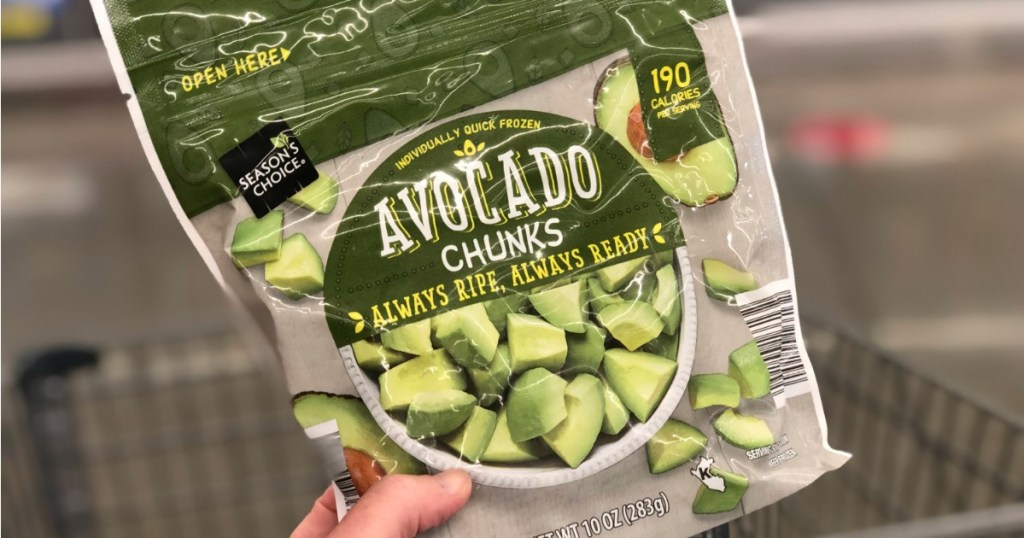 OPEN HERE
190
CALORIES
PER SERVING
SEASON'S
CHOICE®
INDIVIDUALLY QUICK FROZEN
AVOCADO
CHUNKS
ALWAYS RIPE, ALWAYS READY
K
WT 10 OZ (283g)